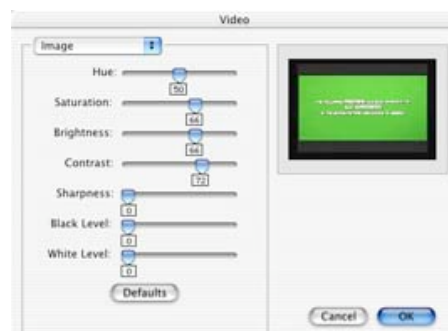 Video
Image
Hue:
50
Saturation:
66
Brightness:
66
Contrast:
72
Sharpness:
0
Black Level:
0
White Level:
0
Defaults
Cancel
OK